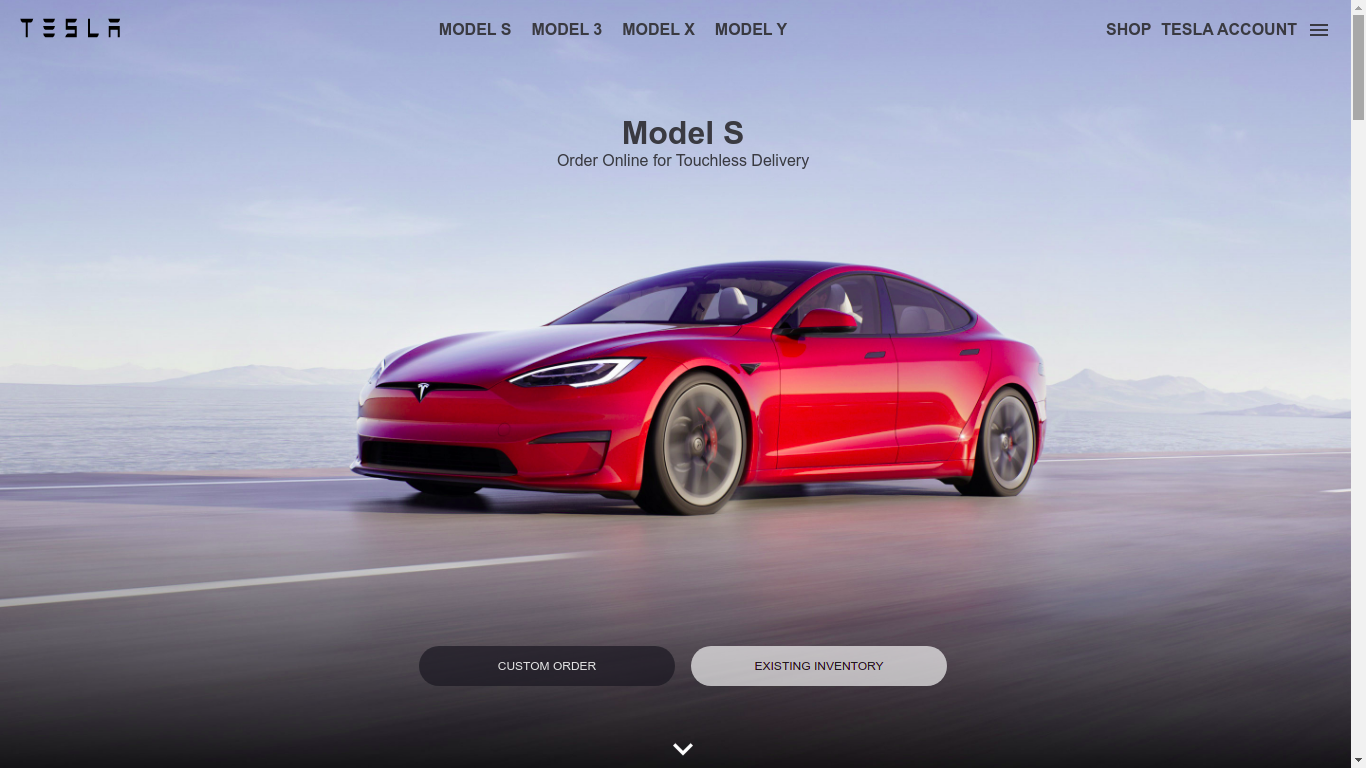 TESLA
MODEL S MODEL 3 MODEL X MODEL Y
SHOP TESLA ACCOUNT
Model S
Order Online for Touchless Delivery
CUSTOM ORDER
EXISTING INVENTORY